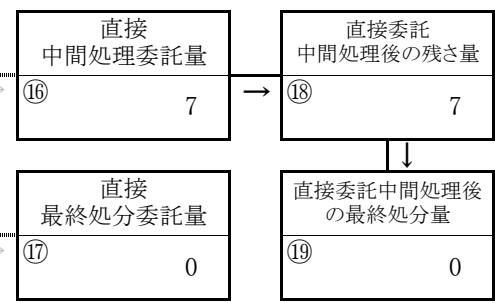 直接
中間処理委託量
⑯
7
→
直接委託
中間処理後の残さ量
⑱
7
↓
直接
最終処分委託量
⑰
0
直接委託中間処理後
の最終処分量
⑲
0